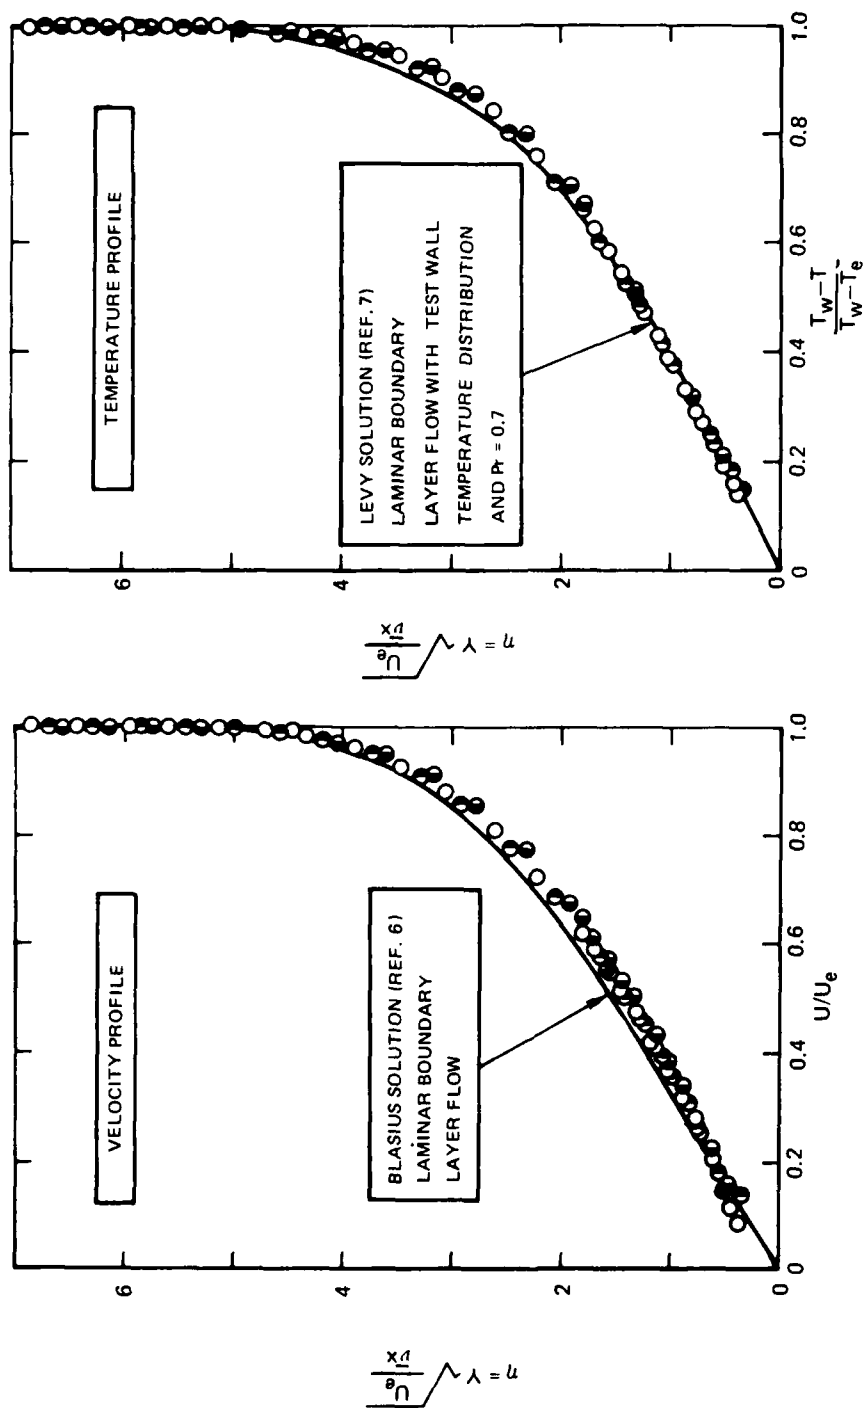 VELOCITY PROFILE
BLASIUS SOLUTION (REF. 6)
LAMINAR BOUNDARY
LAYER FLOW
η = Y √ U_e / νx
6
4
2
0
0
0.2
0.4
0.6
0.8
1.0
U/U_e
TEMPERATURE PROFILE
LEVY SOLUTION (REF. 7)
LAMINAR BOUNDARY
LAYER FLOW WITH TEST WALL
TEMPERATURE DISTRIBUTION
AND Pr = 0.7
η = Y √ U_e / νx
6
4
2
0
0
0.2
0.4
0.6
0.8
1.0
T_w−T
T_w−T_e